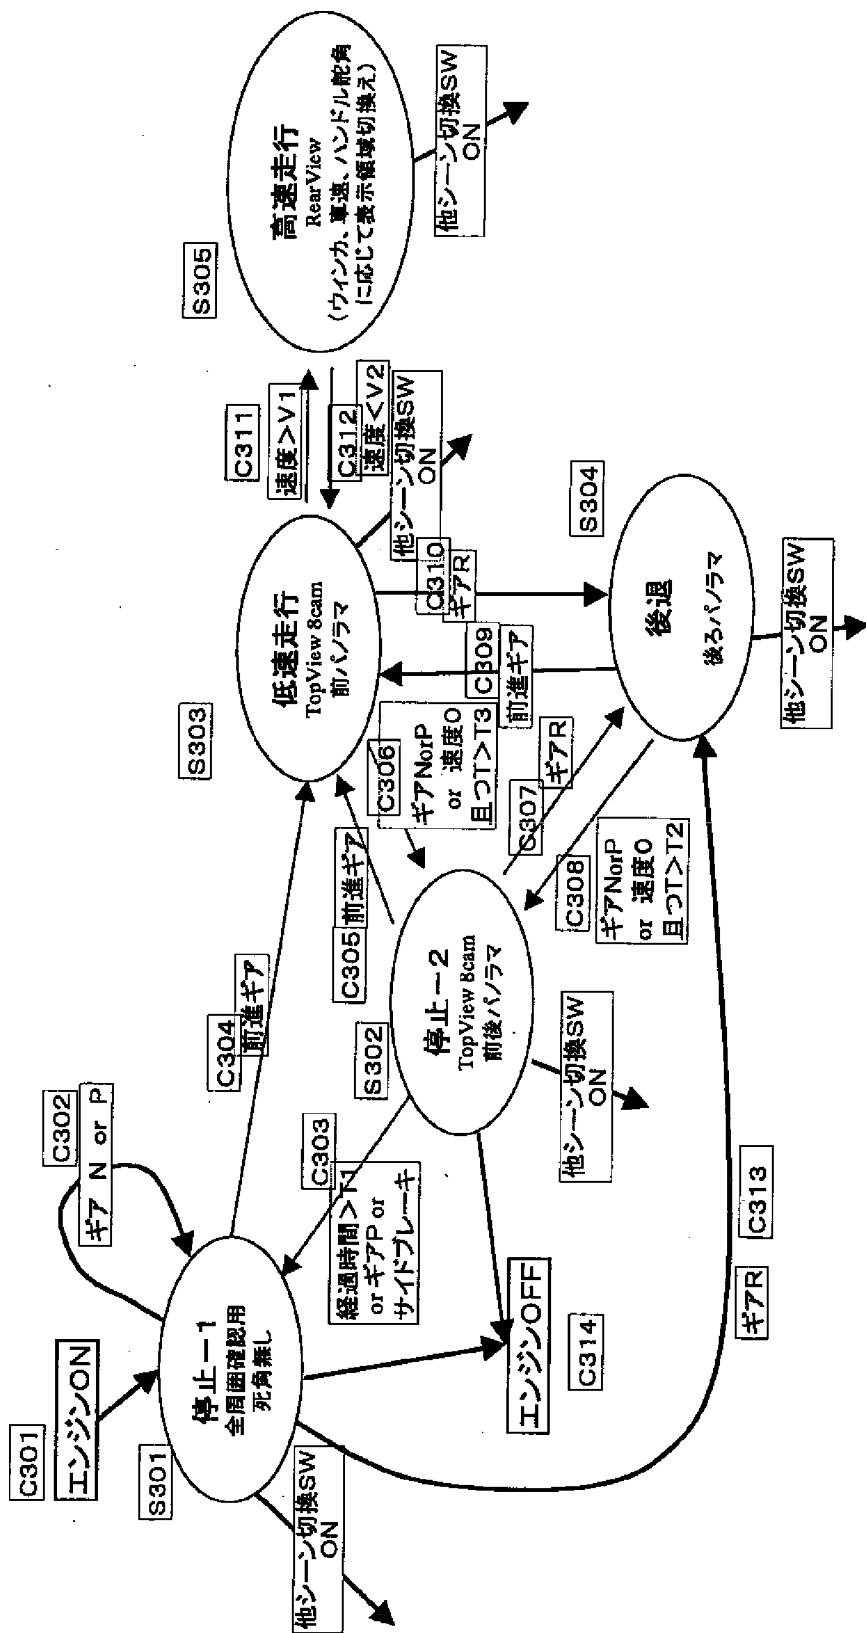 C301
エンジンON
S301
停止－1
全周囲確認用
死角無し
他シーン切換SW
ON
C302
ギア N or P
C304
前進ギア
C303
経過時間>T1
or ギアP or
サイドブレーキ
エンジンOFF
C314
S302
停止－2
TopView 8cam
前後パノラマ
他シーン切換SW
ON
C305
前進ギア
C306
ギアNorP
or 速度0
且つT>T3
C307
ギアR
C308
ギアNorP
or 速度0
且つT>T2
C313
ギアR
S303
低速走行
TopView 8cam
前パノラマ
他シーン切換SW
ON
C309
前進ギア
C310
ギアR
S304
後退
後ろパノラマ
他シーン切換SW
ON
C311
速度>V1
C312
速度<V2
S305
高速走行
RearView
(ウィンカ、車速、ハンドル舵角
に応じて表示領域切換え)
他シーン切換SW
ON